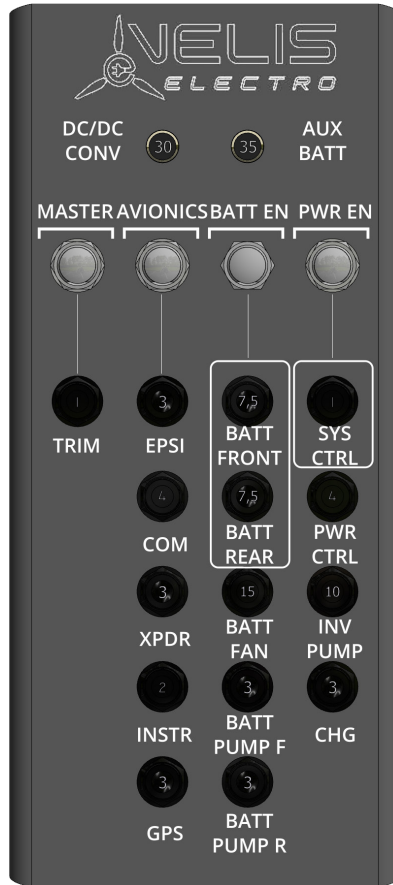 VELIS
ELECTRO
DC/DC
CONV
30
35
AUX
BATT
MASTER AVIONICS BATT EN PWR EN
1
3
7,5
1
TRIM
EPSI
BATT
FRONT
SYS
CTRL
4
7,5
4
COM
BATT
REAR
PWR
CTRL
3
15
10
XPDR
BATT
FAN
INV
PUMP
2
3
3
INSTR
BATT
PUMP F
CHG
3
3
GPS
BATT
PUMP R